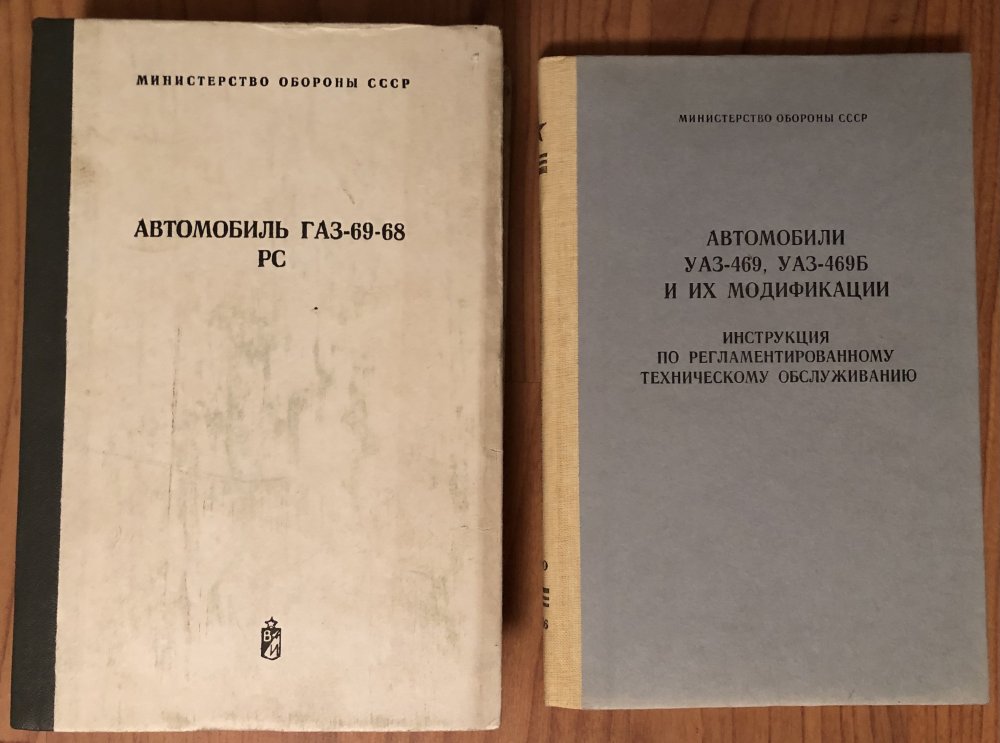 МИНИСТЕРСТВО ОБОРОНЫ СССР
АВТОМОБИЛЬ ГАЗ-69-68
РС
ВИ
МИНИСТЕРСТВО ОБОРОНЫ СССР
АВТОМОБИЛИ
УАЗ-469, УАЗ-469Б
И ИХ МОДИФИКАЦИИ
ИНСТРУКЦИЯ
ПО РЕГЛАМЕНТИРОВАННОМУ
ТЕХНИЧЕСКОМУ ОБСЛУЖИВАНИЮ